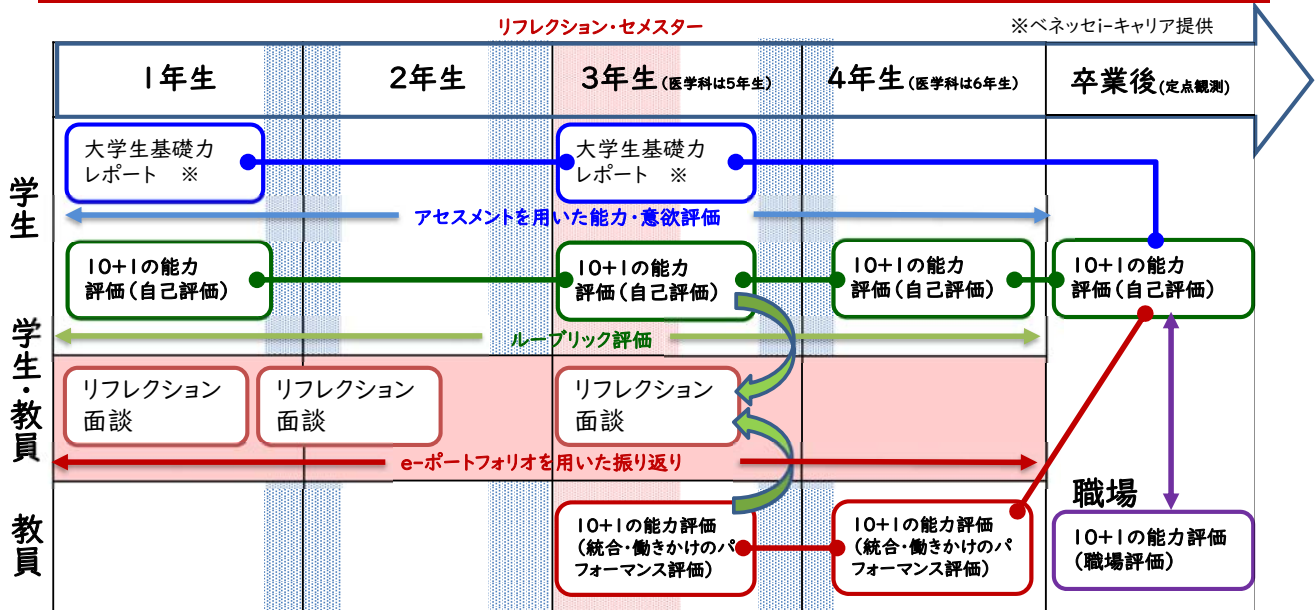 リフレクション・セメスター
※ベネッセi-キャリア提供
1年生
2年生
3年生(医学科は5年生)
4年生(医学科は6年生)
卒業後(定点観測)
学生
大学生基礎力
レポート ※
大学生基礎力
レポート ※
アセスメントを用いた能力・意欲評価
10+1の能力
評価(自己評価)
10+1の能力
評価(自己評価)
10+1の能力
評価(自己評価)
10+1の能力
評価(自己評価)
ルーブリック評価
学生・教員
リフレクション
面談
リフレクション
面談
リフレクション
面談
e-ポートフォリオを用いた振り返り
教員
10+1の能力評価
(統合・働きかけのパ
フォーマンス評価)
10+1の能力評価
(統合・働きかけのパ
フォーマンス評価)
職場
10+1の能力評価
(職場評価)